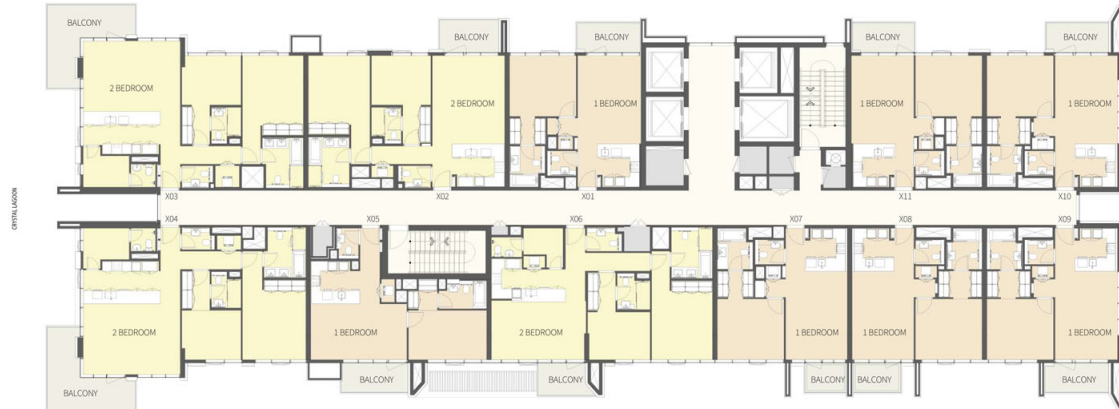 BALCONY
BALCONY
BALCONY
BALCONY
BALCONY
2 BEDROOM
2 BEDROOM
1 BEDROOM
1 BEDROOM
1 BEDROOM
X03
X02
X01
X11
X10
CRYSTAL LAGOON
X04
X05
X06
X07
X08
X09
2 BEDROOM
1 BEDROOM
2 BEDROOM
1 BEDROOM
1 BEDROOM
1 BEDROOM
BALCONY
BALCONY
BALCONY
BALCONY
BALCONY
BALCONY